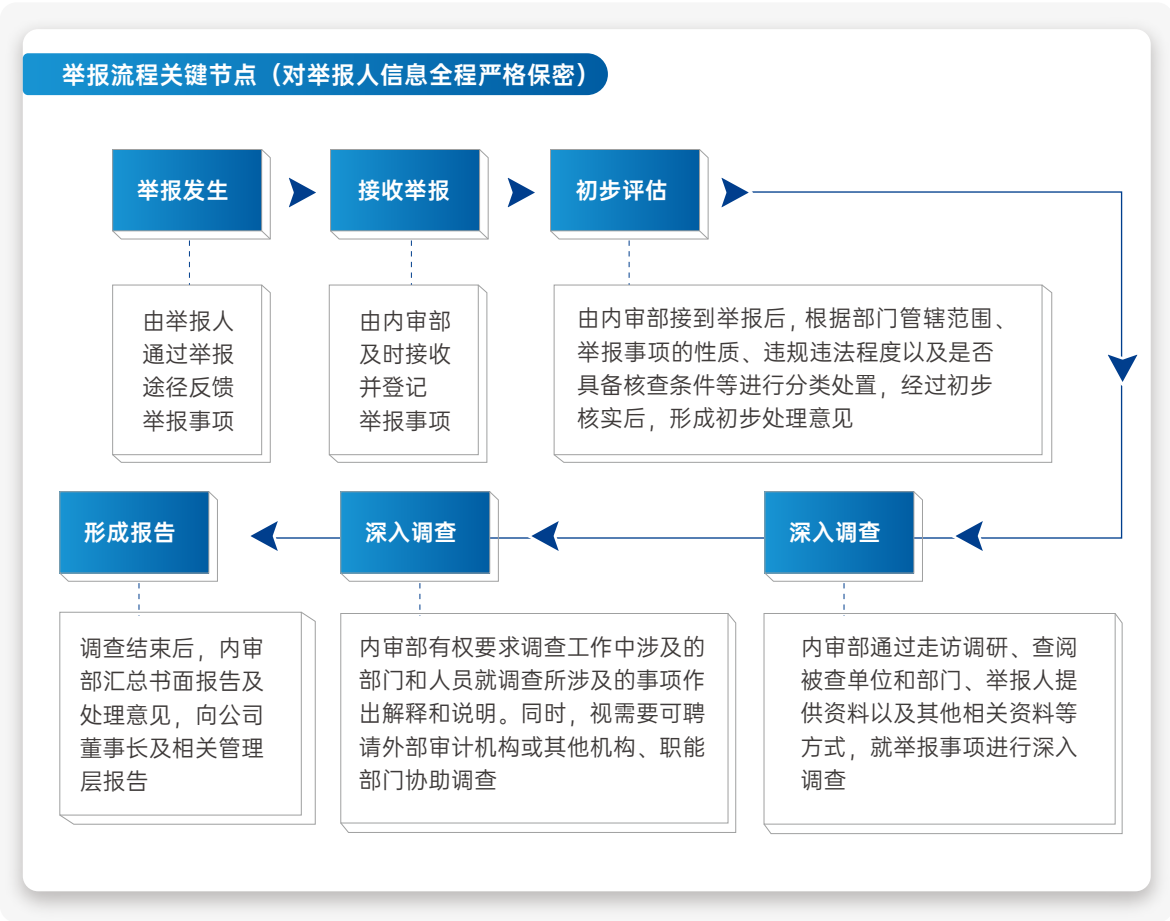 举报流程关键节点（对举报人信息全程严格保密）
举报发生
接收举报
初步评估
由举报人
通过举报
途径反馈
举报事项
由内审部
及时接收
并登记
举报事项
由内审部接到举报后，根据部门管辖范围、
举报事项的性质、违规违法程度以及是否
具备核查条件等进行分类处置，经过初步
核实后，形成初步处理意见
深入调查
内审部通过走访调研、查阅
被查单位和部门、举报人提
供资料以及其他相关资料等
方式，就举报事项进行深入
调查
深入调查
内审部有权要求调查工作中涉及的
部门和人员就调查所涉及的事项作
出解释和说明。同时，视需要可聘
请外部审计机构或其他机构、职能
部门协助调查
形成报告
调查结束后，内审
部汇总书面报告及
处理意见，向公司
董事长及相关管理
层报告